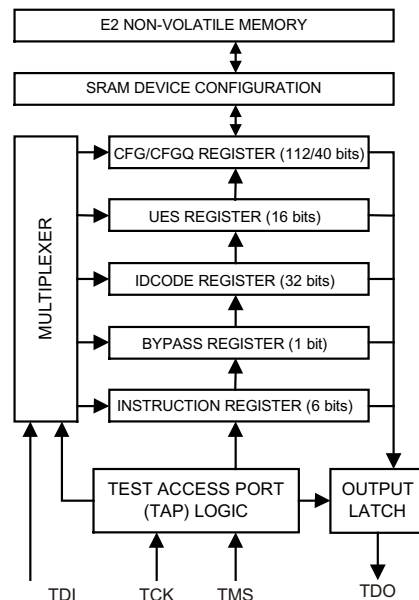 E2 NON-VOLATILE MEMORY
SRAM DEVICE CONFIGURATION
MULTIPLEXER
CFG/CFGQ REGISTER (112/40 bits)
UES REGISTER (16 bits)
IDCODE REGISTER (32 bits)
BYPASS REGISTER (1 bit)
INSTRUCTION REGISTER (6 bits)
TEST ACCESS PORT
(TAP) LOGIC
OUTPUT
LATCH
TDI
TCK
TMS
TDO